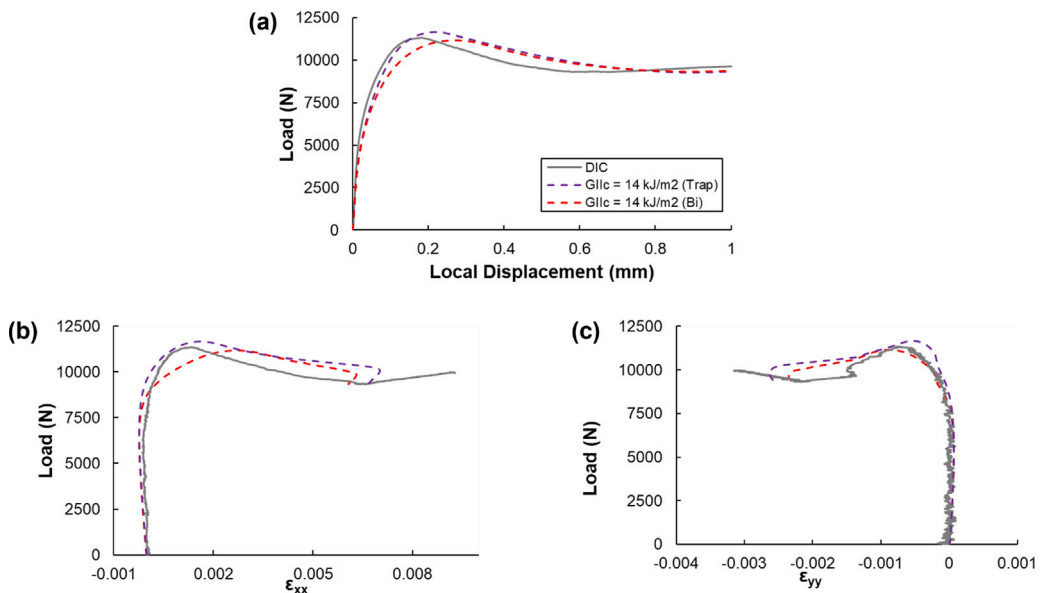 (a)
12500
10000
7500
5000
2500
0
Load (N)
0
0.2
0.4
0.6
0.8
1
Local Displacement (mm)
DIC
GIIc = 14 kJ/m2 (Trap)
GIIc = 14 kJ/m2 (Bi)
(b)
12500
10000
7500
5000
2500
0
Load (N)
-0.001
0.002
0.005
0.008
εxx
(c)
12500
10000
7500
5000
2500
0
Load (N)
-0.004
-0.003
-0.002
-0.001
0
0.001
εyy